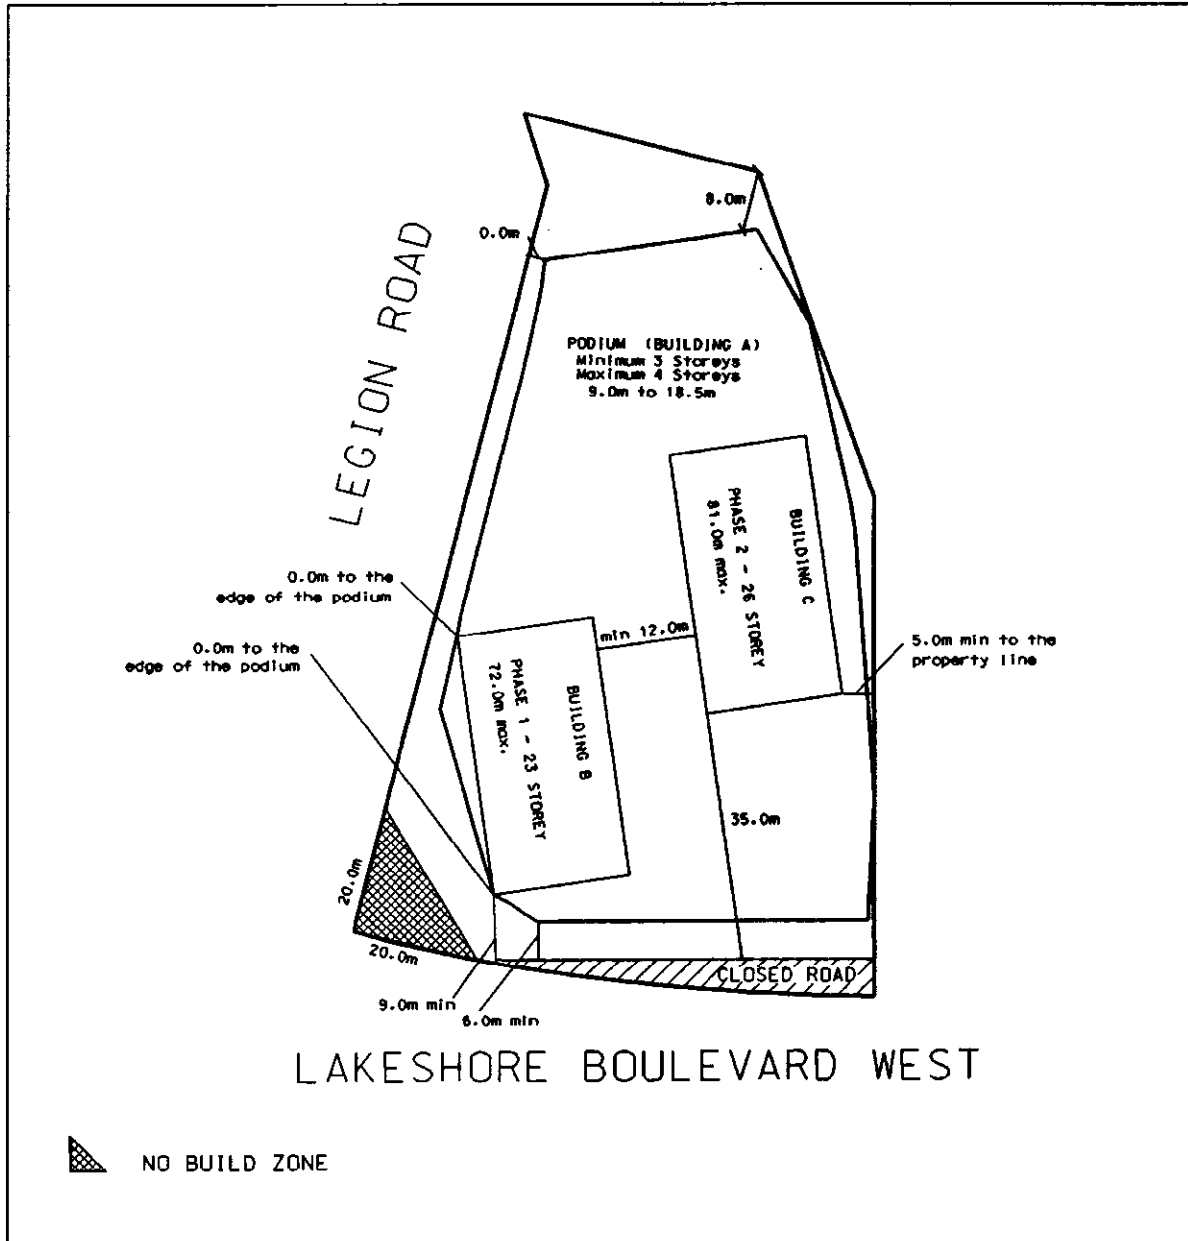 8.0m
0.0m
LEGION ROAD
PODIUM (BUILDING A)
Minimum 3 Storeys
Maximum 4 Storeys
9.0m to 18.5m
BUILDING C
PHASE 2 - 26 STOREY
81.0m max.
0.0m to the
edge of the podium
min 12.0m
5.0m min to the
property line
0.0m to the
edge of the podium
BUILDING B
PHASE 1 - 23 STOREY
72.0m max.
35.0m
20.0m
20.0m
CLOSED ROAD
9.0m min
6.0m min
LAKESHORE BOULEVARD WEST
NO BUILD ZONE